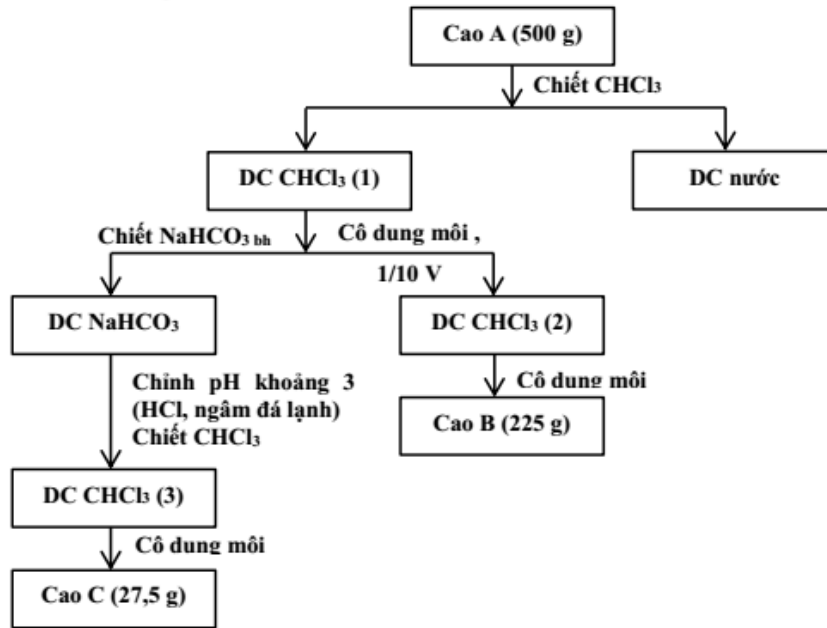 Cao A (500 g)
Chiết CHCl₃
DC CHCl₃ (1)
DC nước
Chiết NaHCO₃ bh
Cô dung môi ,
1/10 V
DC NaHCO₃
DC CHCl₃ (2)
Chỉnh pH khoảng 3
(HCl, ngâm đá lạnh)
Chiết CHCl₃
Cô dung môi
Cao B (225 g)
DC CHCl₃ (3)
Cô dung môi
Cao C (27,5 g)